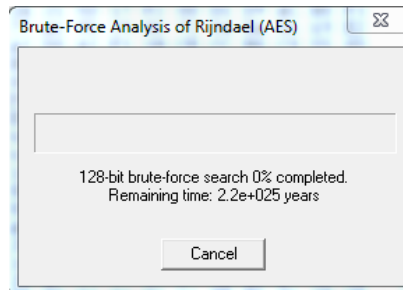 Brute-Force Analysis of Rijndael (AES)
128-bit brute-force search 0% completed.
Remaining time: 2.2e+025 years
Cancel